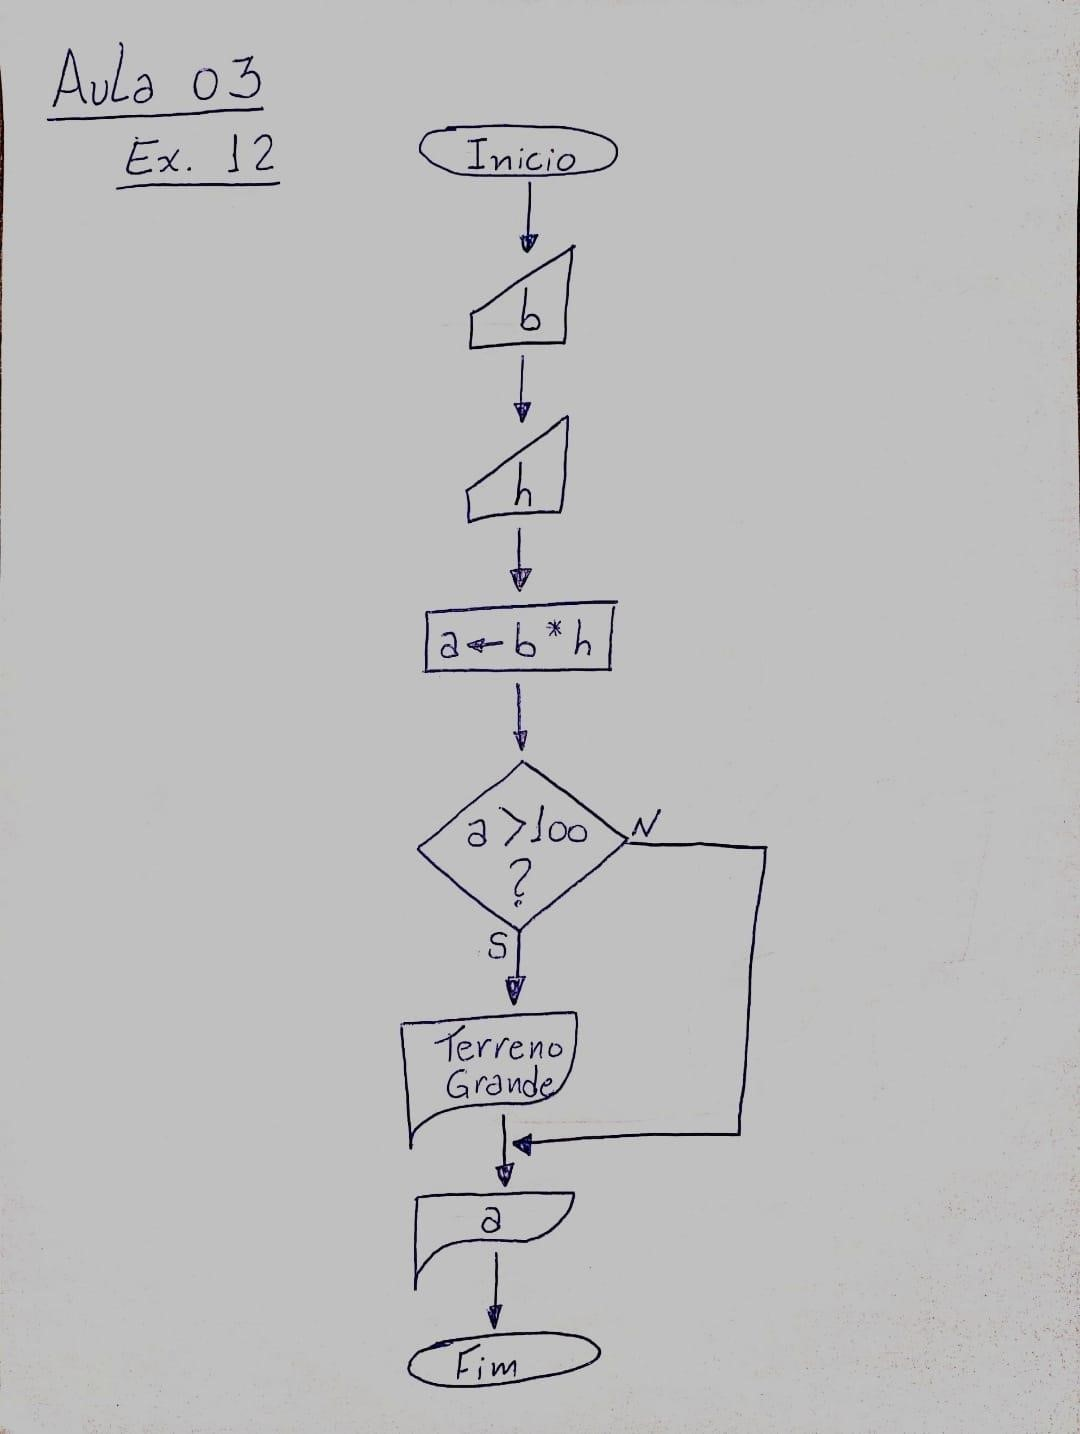 Aula 03
Ex. 12
Inicio
b
h
a ← b * h
a > 100
?
N
S
Terreno
Grande
a
Fim